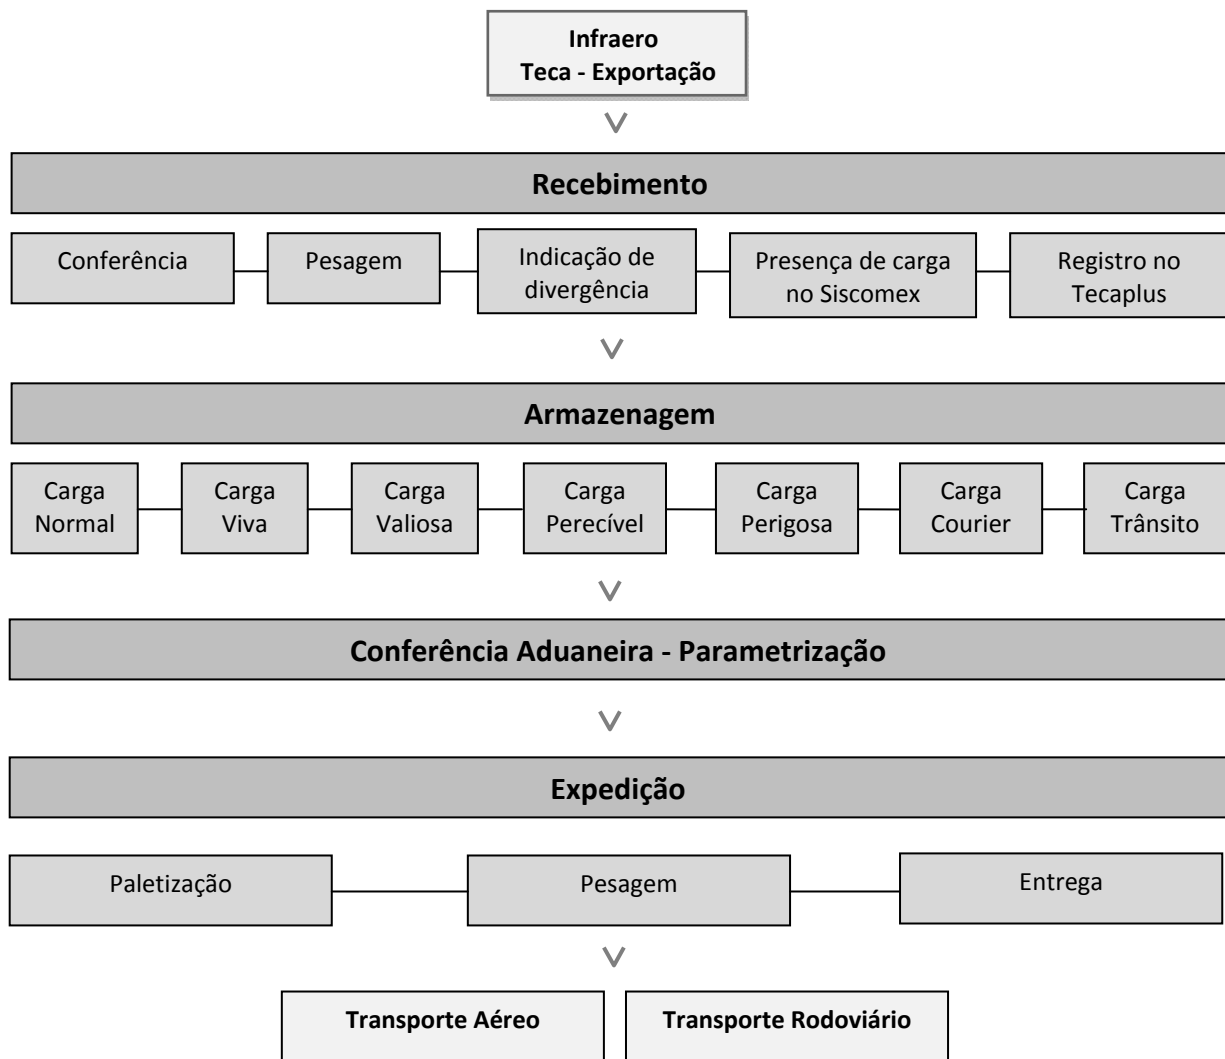 Infraero
Teca - Exportação
Recebimento
Conferência
Pesagem
Indicação de
divergência
Presença de carga
no Siscomex
Registro no
Tecaplus
Armazenagem
Carga
Normal
Carga
Viva
Carga
Valiosa
Carga
Perecível
Carga
Perigosa
Carga
Courier
Carga
Trânsito
Conferência Aduaneira - Parametrização
Expedição
Paletização
Pesagem
Entrega
Transporte Aéreo
Transporte Rodoviário